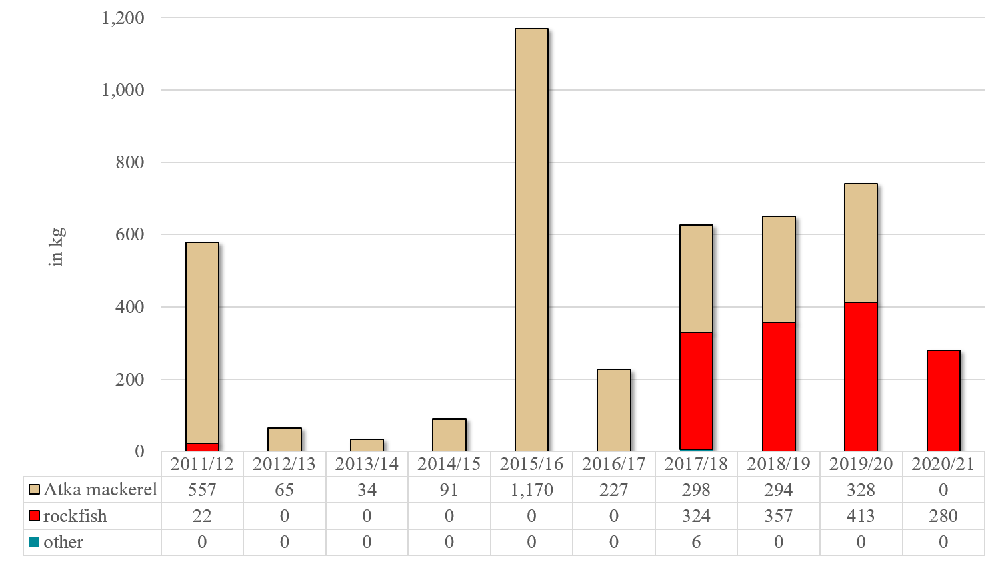 1,200
1,000
800
600
400
200
0
in kg
2011/12 2012/13 2013/14 2014/15 2015/16 2016/17 2017/18 2018/19 2019/20 2020/21
Atka mackerel 557 65 34 91 1,170 227 298 294 328 0
rockfish 22 0 0 0 0 0 324 357 413 280
other 0 0 0 0 0 0 6 0 0 0